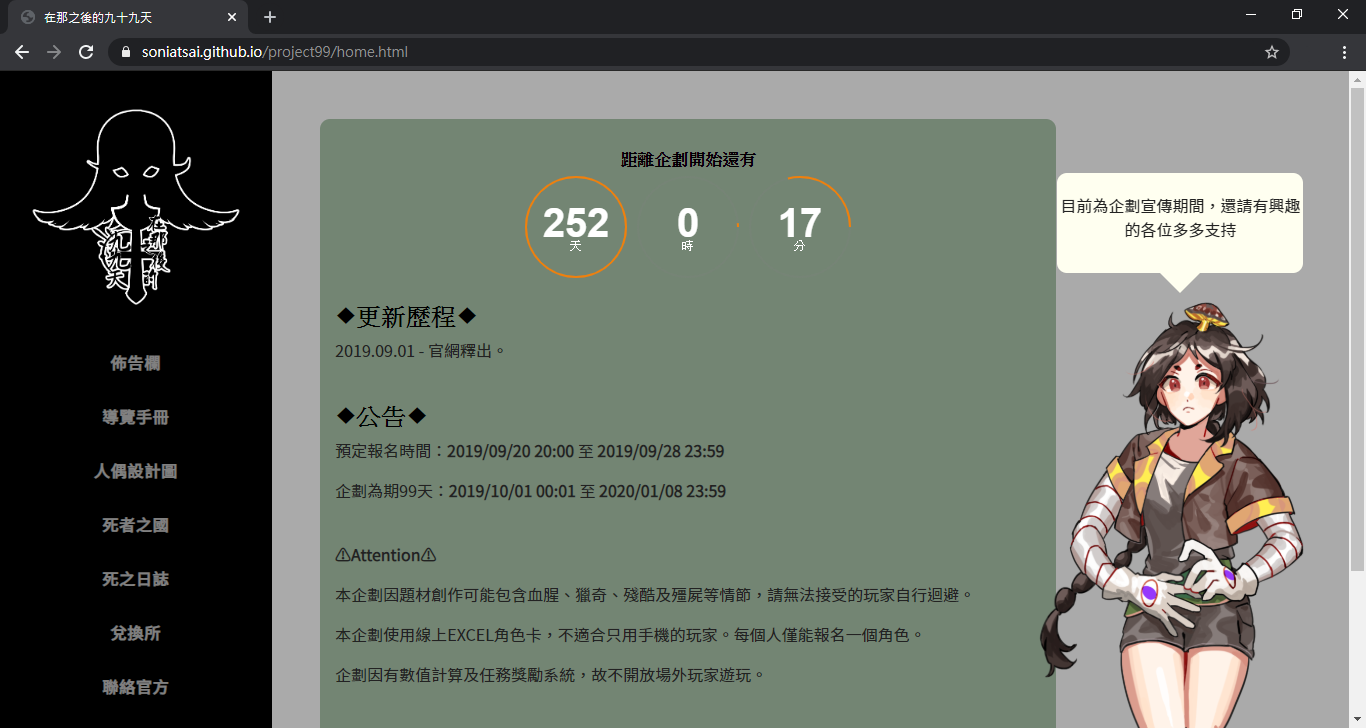 在那之後的九十九天
soniatsai.github.io/project99/home.html
在那之後的
九十九天
佈告欄
導覽手冊
人偶設計圖
死者之國
死之日誌
兌換所
聯絡官方
距離企劃開始還有
252 0 17
天 時 分
◆更新歷程◆
2019.09.01 - 官網釋出。
◆公告◆
預定報名時間：2019/09/20 20:00 至 2019/09/28 23:59
企劃為期99天：2019/10/01 00:01 至 2020/01/08 23:59
⚠Attention⚠
本企劃因題材創作可能包含血腥、獵奇、殘酷及殭屍等情節，請無法接受的玩家自行迴避。
本企劃使用線上EXCEL角色卡，不適合只用手機的玩家。每個人僅能報名一個角色。
企劃因有數值計算及任務獎勵系統，故不開放場外玩家遊玩。
目前為企劃宣傳期間，還請有興趣
的各位多多支持